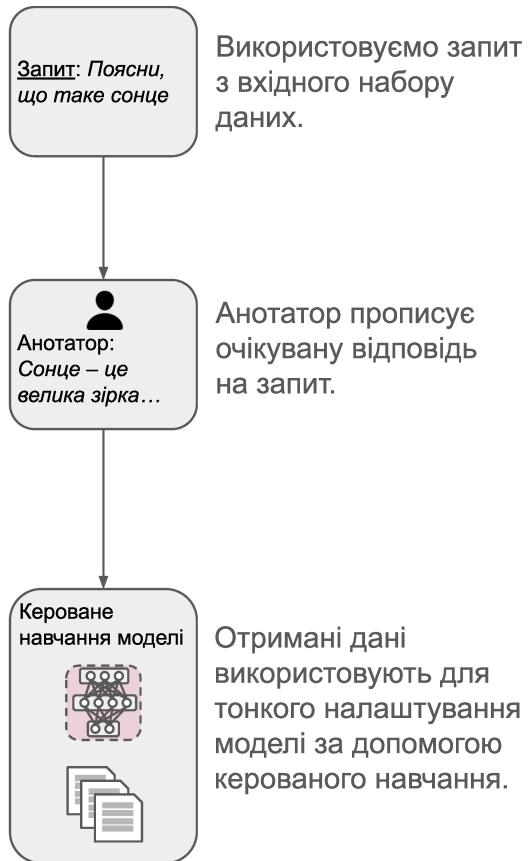 Запит: Поясни,
що таке сонце
Використовуємо запит
з вхідного набору
даних.
Анотатор:
Сонце – це
велика зірка…
Анотатор прописує
очікувану відповідь
на запит.
Кероване
навчання моделі
Отримані дані
використовують для
тонкого налаштування
моделі за допомогою
керованого навчання.